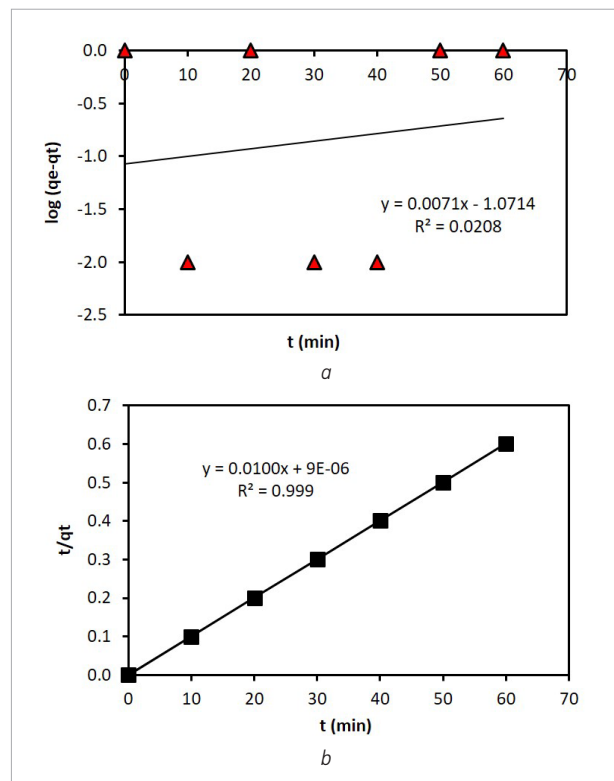 0.0
0 10 20 30 40 50 60 70
-0.5
-1.0
-1.5
-2.0
-2.5
log (qe-qt)
y = 0.0071x - 1.0714
R² = 0.0208
t (min)
a
0.7
0.6
0.5
0.4
0.3
0.2
0.1
0.0
t/qt
y = 0.0100x + 9E-06
R² = 0.999
0 10 20 30 40 50 60 70
t (min)
b